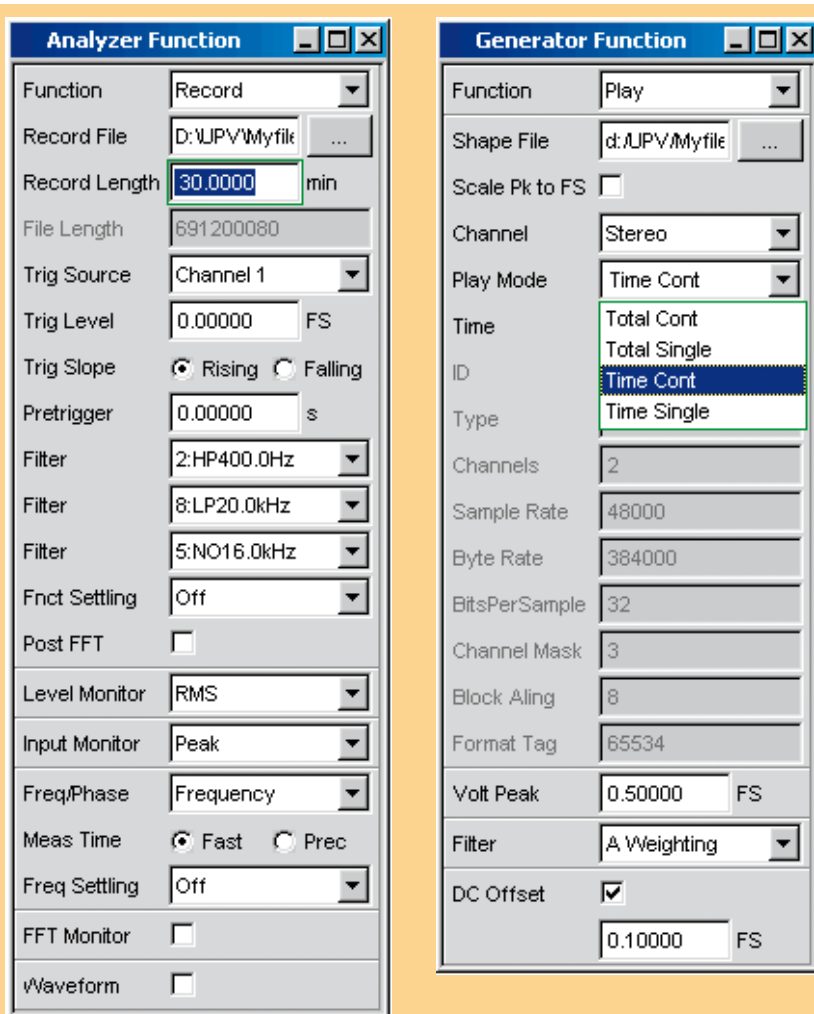 Analyzer Function
Function Record
Record File D:\UPV\Myfile ...
Record Length 30.0000 min
File Length 691200080
Trig Source Channel 1
Trig Level 0.00000 FS
Trig Slope Rising Falling
Pretrigger 0.00000 s
Filter 2:HP400.0Hz
Filter 8:LP20.0kHz
Filter 5:NO16.0kHz
Fnct Settling Off
Post FFT
Level Monitor RMS
Input Monitor Peak
Freq/Phase Frequency
Meas Time Fast Prec
Freq Settling Off
FFT Monitor
Waveform
Generator Function
Function Play
Shape File d:/UPV/Myfile ...
Scale Pk to FS
Channel Stereo
Play Mode Time Cont
Total Cont
Total Single
Time Cont
Time Single
Time
ID
Type
Channels 2
Sample Rate 48000
Byte Rate 384000
BitsPerSample 32
Channel Mask 3
Block Aling 8
Format Tag 65534
Volt Peak 0.50000 FS
Filter A Weighting
DC Offset
0.10000 FS